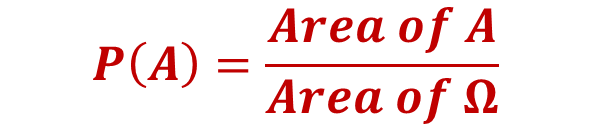 P(A) = Area of A / Area of Ω